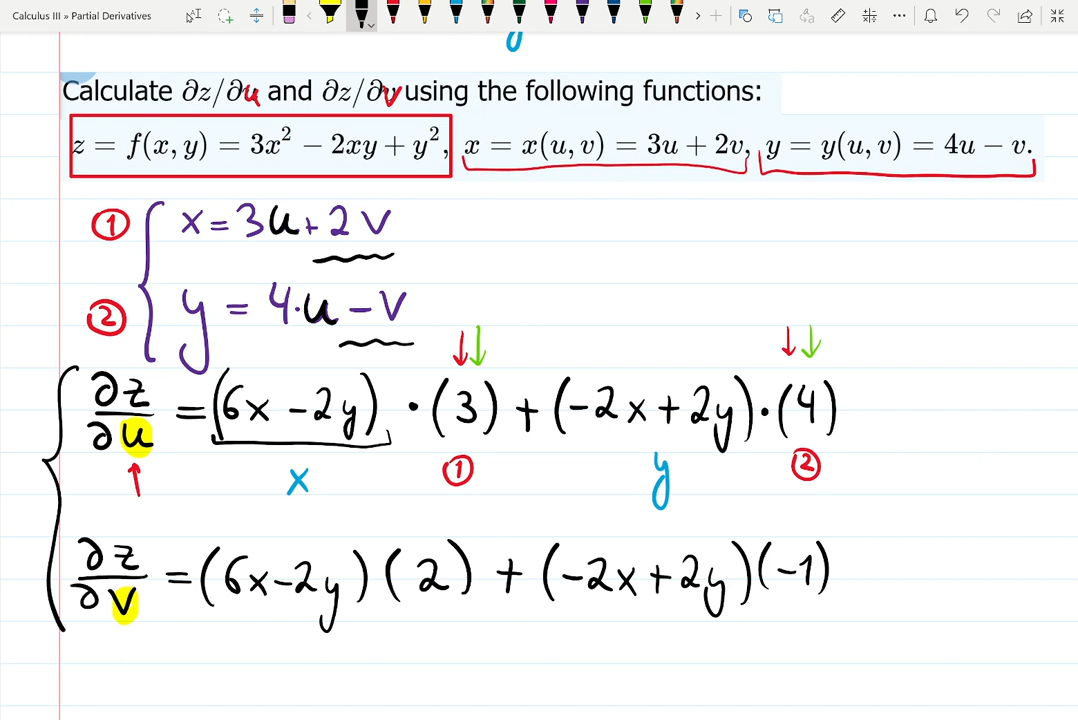 Calculus III » Partial Derivatives
y
Calculate ∂z/∂u and ∂z/∂v using the following functions:
z = f(x, y) = 3x² − 2xy + y², x = x(u, v) = 3u + 2v, y = y(u, v) = 4u − v.
① x = 3u + 2v
② y = 4·u − v
∂z/∂u = (6x − 2y) · (3) + (−2x + 2y) · (4)
x ① y ②
∂z/∂v = (6x − 2y) (2) + (−2x + 2y) (−1)